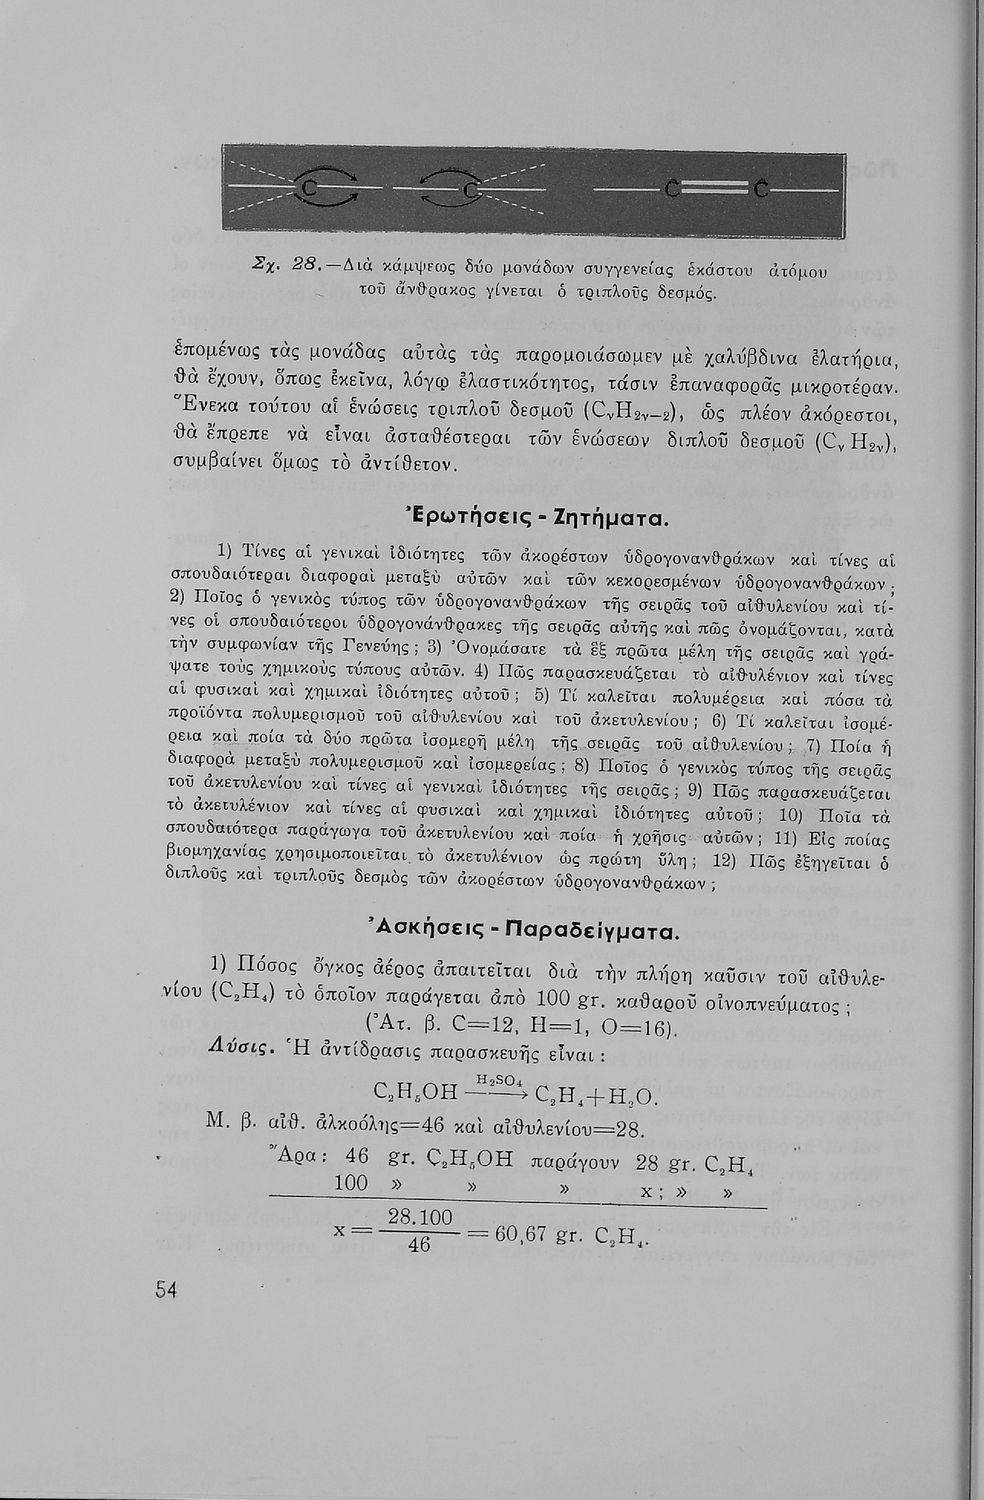 C C C C
Σχ. 28.—Διὰ κάμψεως δύο μονάδων συγγενείας ἑκάστου ἀτόμου
τοῦ ἄνθρακος γίνεται ὁ τριπλοῦς δεσμός.
ἑπομένως τὰς μονάδας αὐτὰς τὰς παρομοιάσωμεν μὲ χαλύβδινα ἐλατήρια,
θὰ ἔχουν, ὅπως ἐκεῖνα, λόγῳ ἐλαστικότητος, τάσιν ἐπαναφορᾶς μικροτέραν.
Ἕνεκα τούτου αἱ ἑνώσεις τριπλοῦ δεσμοῦ (CᵥH₂ᵥ₋₂), ὡς πλέον ἀκόρεστοι,
θὰ ἔπρεπε νὰ εἶναι ἀσταθέστεραι τῶν ἑνώσεων διπλοῦ δεσμοῦ (Cᵥ H₂ᵥ),
συμβαίνει ὅμως τὸ ἀντίθετον.
Ἐρωτήσεις - Ζητήματα.
1) Τίνες αἱ γενικαὶ ἰδιότητες τῶν ἀκορέστων ὑδρογονανθράκων καὶ τίνες αἱ
σπουδαιότεραι διαφοραὶ μεταξὺ αὐτῶν καὶ τῶν κεκορεσμένων ὑδρογονανθράκων ;
2) Ποῖος ὁ γενικὸς τύπος τῶν ὑδρογονανθράκων τῆς σειρᾶς τοῦ αἰθυλενίου καὶ τί-
νες οἱ σπουδαιότεροι ὑδρογονάνθρακες τῆς σειρᾶς αὐτῆς καὶ πῶς ὀνομάζονται, κατὰ
τὴν συμφωνίαν τῆς Γενεύης ; 3) Ὀνομάσατε τὰ ἓξ πρῶτα μέλη τῆς σειρᾶς καὶ γρά-
ψατε τοὺς χημικοὺς τύπους αὐτῶν. 4) Πῶς παρασκευάζεται τὸ αἰθυλένιον καὶ τίνες
αἱ φυσικαὶ καὶ χημικαὶ ἰδιότητες αὐτοῦ ; 5) Τί καλεῖται πολυμέρεια καὶ πόσα τὰ
προϊόντα πολυμερισμοῦ τοῦ αἰθυλενίου καὶ τοῦ ἀκετυλενίου ; 6) Τί καλεῖται ἰσομέ-
ρεια καὶ ποία τὰ δύο πρῶτα ἰσομερῆ μέλη τῆς σειρᾶς τοῦ αἰθυλενίου ; 7) Ποία ἡ
διαφορὰ μεταξὺ πολυμερισμοῦ καὶ ἰσομερείας ; 8) Ποῖος ὁ γενικὸς τύπος τῆς σειρᾶς
τοῦ ἀκετυλενίου καὶ τίνες αἱ γενικαὶ ἰδιότητες τῆς σειρᾶς ; 9) Πῶς παρασκευάζεται
τὸ ἀκετυλένιον καὶ τίνες αἱ φυσικαὶ καὶ χημικαὶ ἰδιότητες αὐτοῦ ; 10) Ποῖα τὰ
σπουδαιότερα παράγωγα τοῦ ἀκετυλενίου καὶ ποία ἡ χρῆσις αὐτῶν ; 11) Εἰς ποίας
βιομηχανίας χρησιμοποιεῖται τὸ ἀκετυλένιον ὡς πρώτη ὕλη ; 12) Πῶς ἐξηγεῖται ὁ
διπλοῦς καὶ τριπλοῦς δεσμὸς τῶν ἀκορέστων ὑδρογονανθράκων ;
Ἀσκήσεις - Παραδείγματα.
1) Πόσος ὄγκος ἀέρος ἀπαιτεῖται διὰ τὴν πλήρη καῦσιν τοῦ αἰθυλε-
νίου (C₂H₄) τὸ ὁποῖον παράγεται ἀπὸ 100 gr. καθαροῦ οἰνοπνεύματος ;
(Ἀτ. β. C=12, H=1, O=16).
Λύσις. Ἡ ἀντίδρασις παρασκευῆς εἶναι :
C₂H₅OH —H₂SO₄→ C₂H₄+H₂O.
Μ. β. αἰθ. ἀλκοόλης=46 καὶ αἰθυλενίου=28.
Ἄρα : 46 gr. C₂H₅OH παράγουν 28 gr. C₂H₄
100 » » » x ; » »
x = 28.100 / 46 = 60,67 gr. C₂H₄.
54